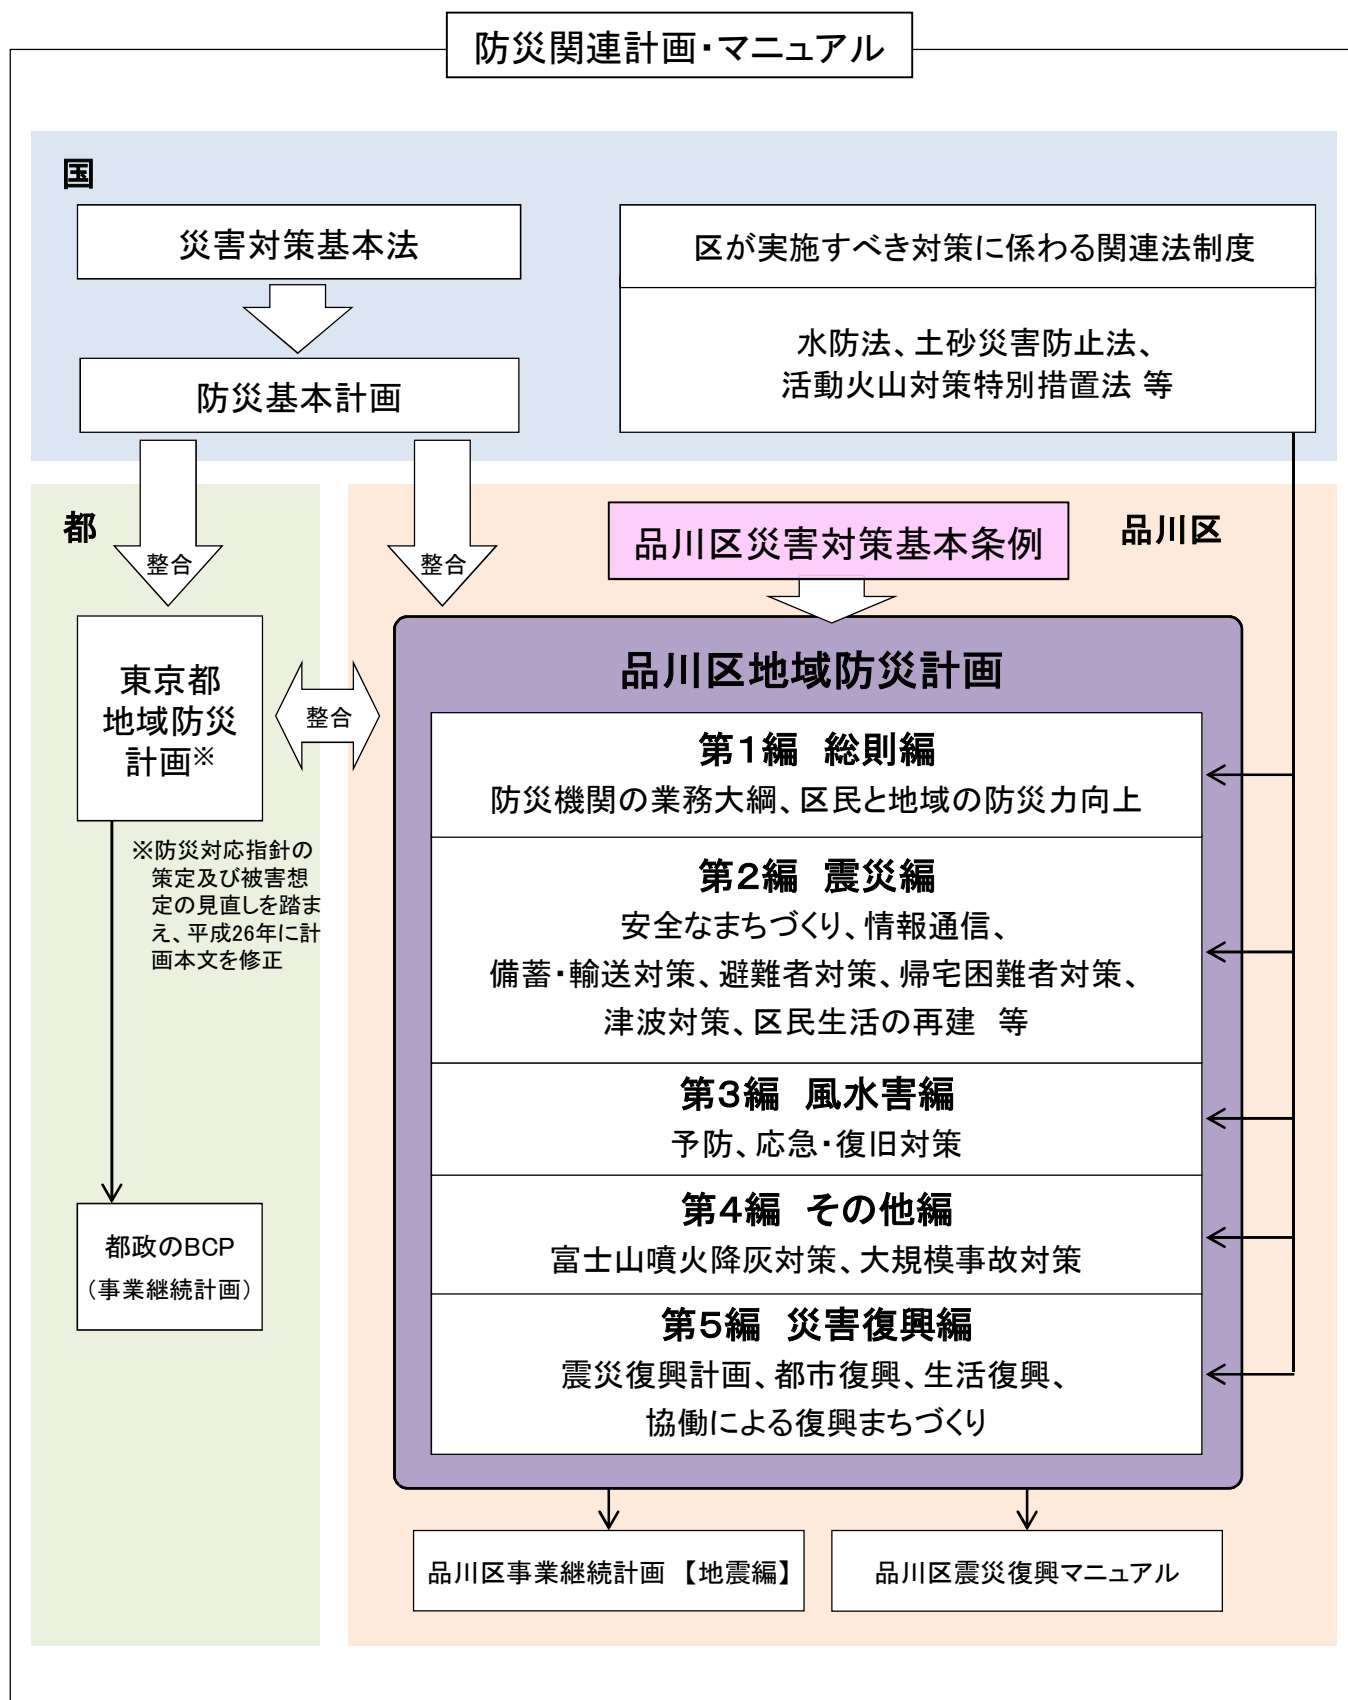 防災関連計画・マニュアル
国
災害対策基本法
区が実施すべき対策に係わる関連法制度
水防法、土砂災害防止法、
活動火山対策特別措置法 等
防災基本計画
都
整合
整合
品川区災害対策基本条例
品川区
東京都
地域防災
計画※
整合
※防災対応指針の
策定及び被害想
定の見直しを踏ま
え、平成26年に計
画本文を修正
都政のBCP
（事業継続計画）
品川区地域防災計画
第1編 総則編
防災機関の業務大綱、区民と地域の防災力向上
第2編 震災編
安全なまちづくり、情報通信、
備蓄・輸送対策、避難者対策、帰宅困難者対策、
津波対策、区民生活の再建 等
第3編 風水害編
予防、応急・復旧対策
第4編 その他編
富士山噴火降灰対策、大規模事故対策
第5編 災害復興編
震災復興計画、都市復興、生活復興、
協働による復興まちづくり
品川区事業継続計画 【地震編】
品川区震災復興マニュアル